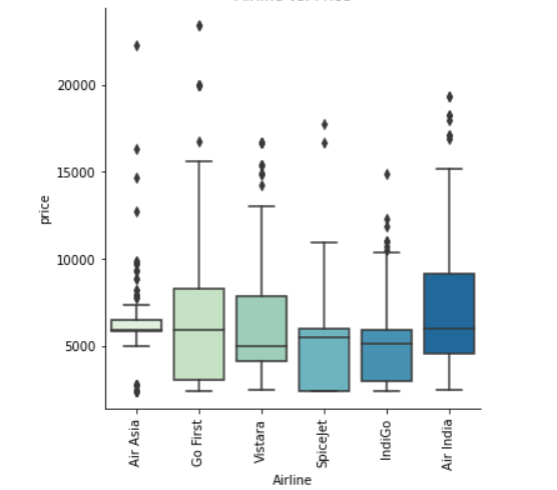 20000
15000
10000
5000
price
Air Asia
Go First
Vistara
SpiceJet
IndiGo
Air India
Airline